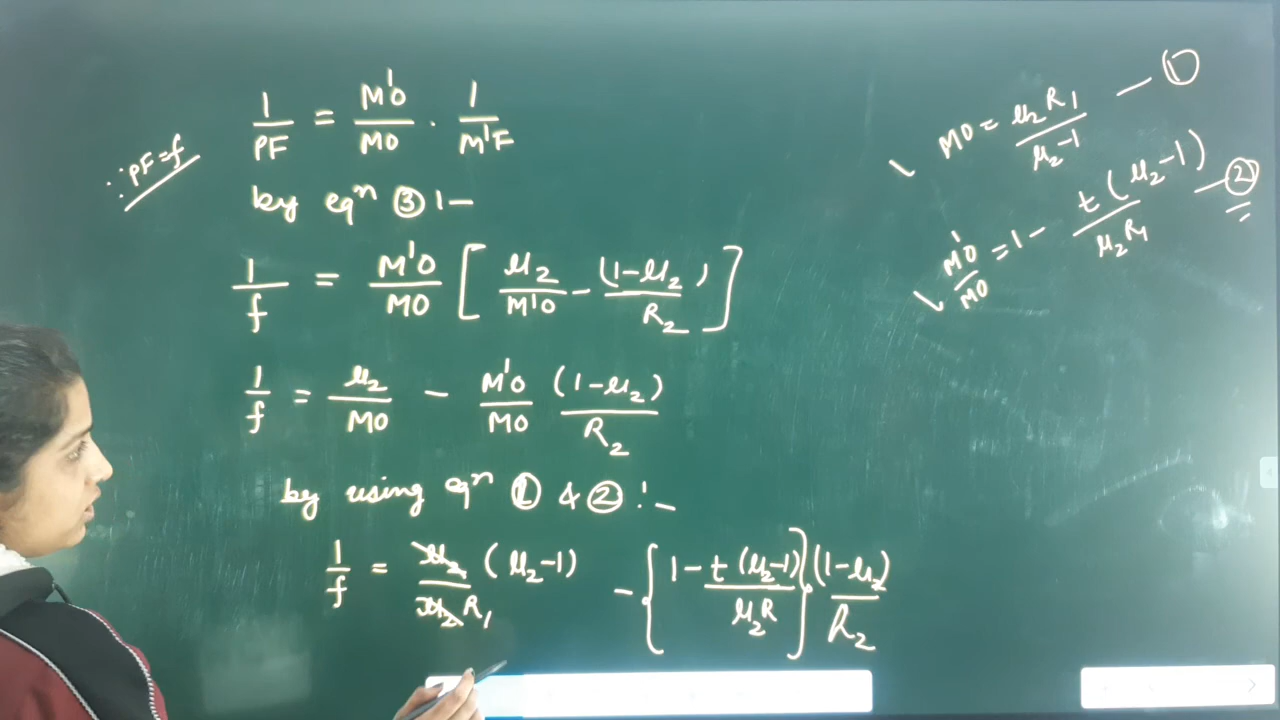 ∵ PF = f
1/PF = M'O/MO · 1/M'F
by eqⁿ ③ :-
1/f = M'O/MO [ μ₂/M'O - (1-μ₂)/R₂ ]
1/f = μ₂/MO - M'O/MO (1-μ₂)/R₂
by using eqⁿ ① & ② :-
1/f = μ₂/μ₂R₁ (μ₂-1) - { 1 - t(μ₂-1)/μ₂R } · (1-μ₂)/R₂
MO = μ₂R₁/μ₂-1 — ①
M'O/MO = 1 - t(μ₂-1)/μ₂R₁ — ②